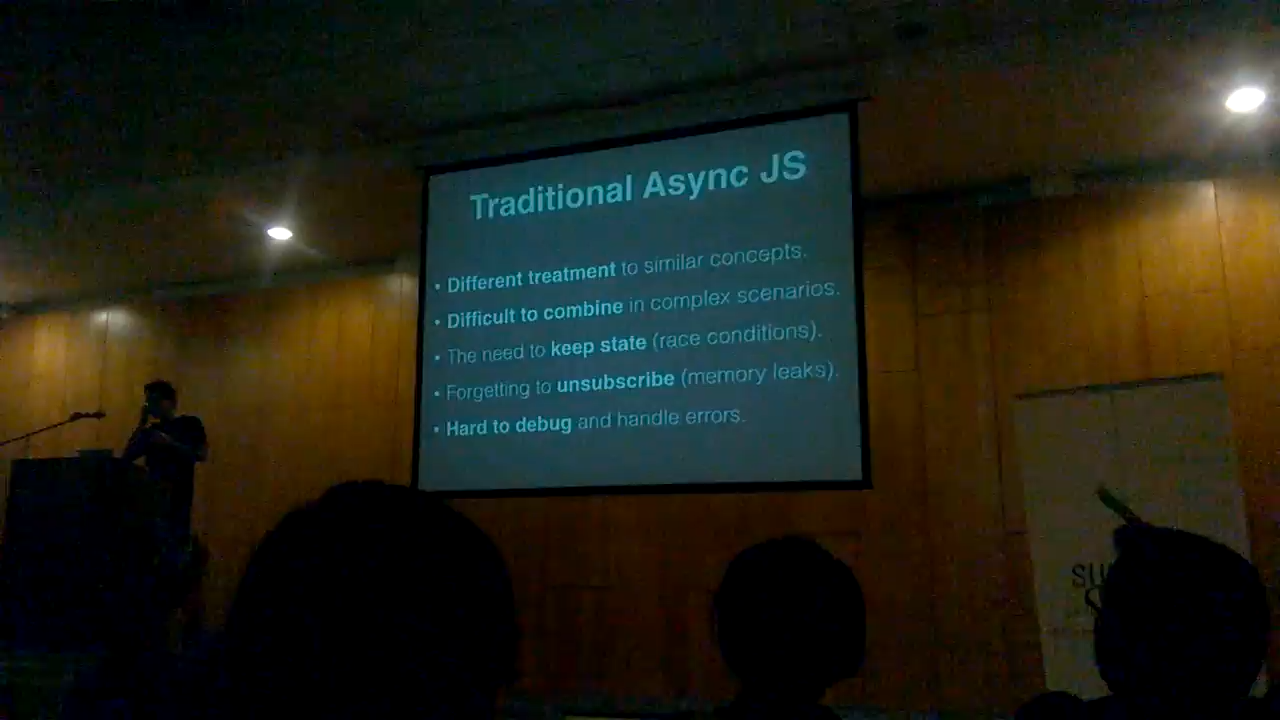 Traditional Async JS
• Different treatment to similar concepts.
• Difficult to combine in complex scenarios.
• The need to keep state (race conditions).
• Forgetting to unsubscribe (memory leaks).
• Hard to debug and handle errors.